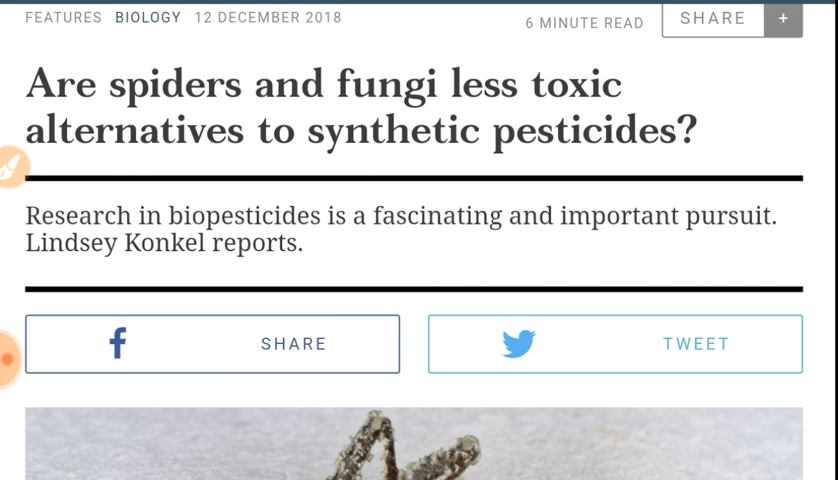 FEATURES BIOLOGY 12 DECEMBER 2018
6 MINUTE READ
SHARE +
Are spiders and fungi less toxic
alternatives to synthetic pesticides?
Research in biopesticides is a fascinating and important pursuit.
Lindsey Konkel reports.
SHARE
TWEET